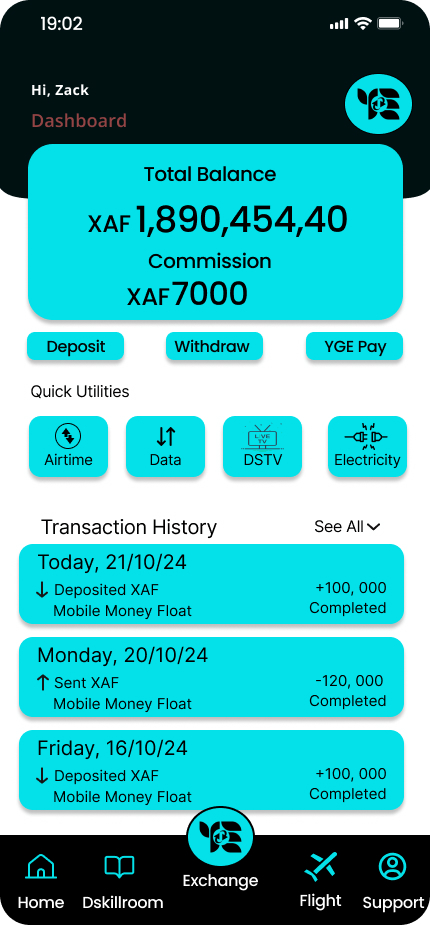 19:02
Hi, Zack
Dashboard
Total Balance
XAF 1,890,454,40
Commission
XAF 7000
Deposit Withdraw YGE Pay
Quick Utilities
LIVE
TV
Airtime Data DSTV Electricity
Transaction History See All
Today, 21/10/24
Deposited XAF +100, 000
Mobile Money Float Completed
Monday, 20/10/24
Sent XAF -120, 000
Mobile Money Float Completed
Friday, 16/10/24
Deposited XAF +100, 000
Mobile Money Float Completed
Home Dskillroom Exchange Flight Support